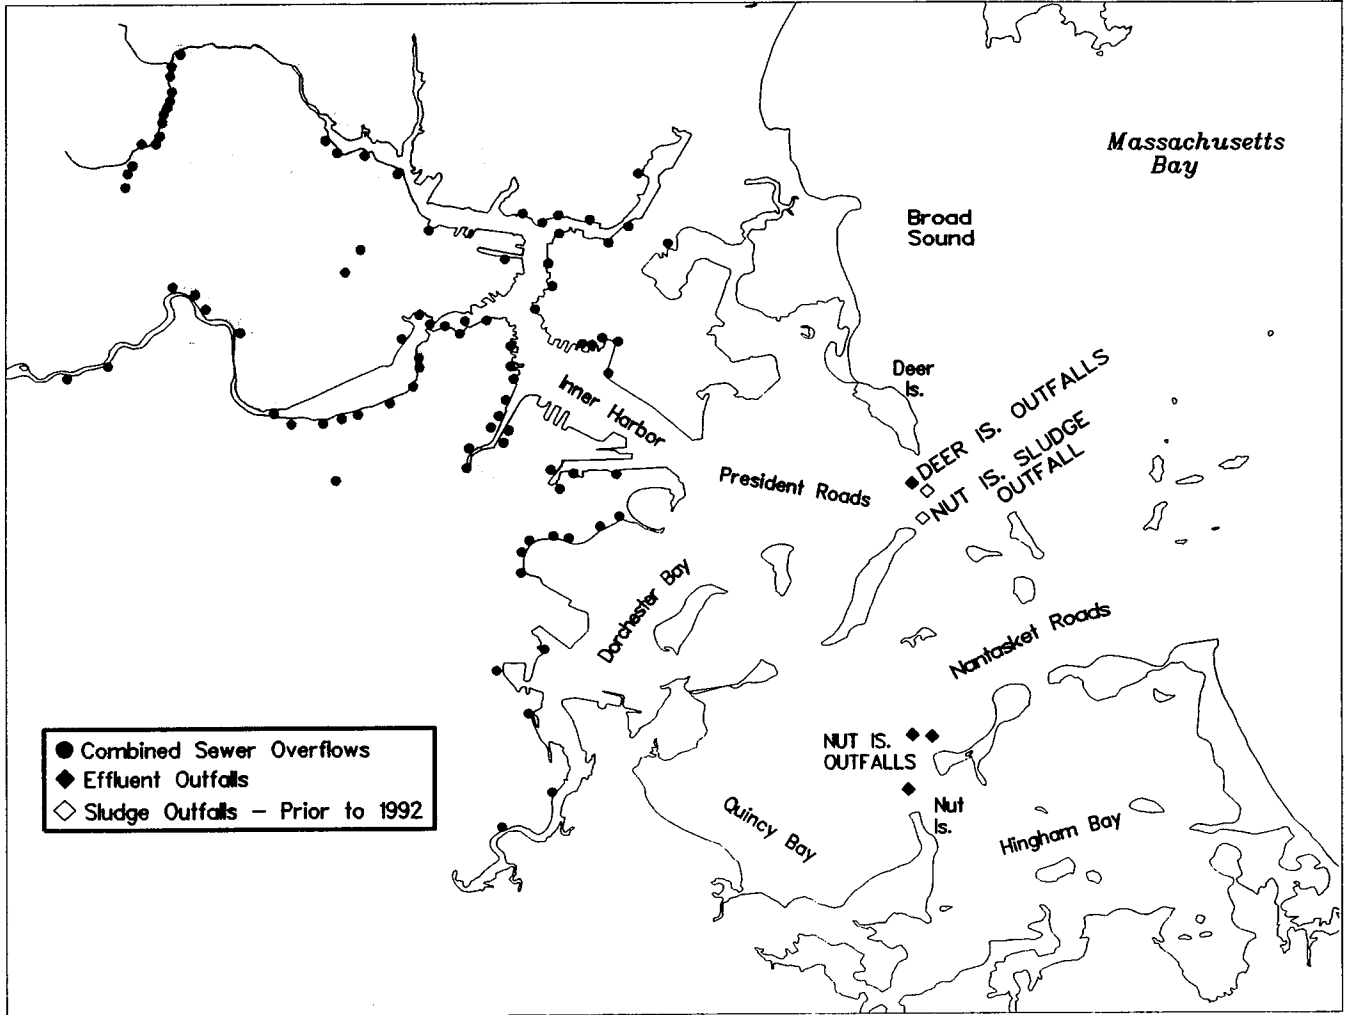 Massachusetts
Bay
Broad
Sound
Deer
Is.
DEER IS. OUTFALLS
NUT IS. SLUDGE
OUTFALL
Inner Harbor
President Roads
Dorchester Bay
Nantasket Roads
NUT IS.
OUTFALLS
Nut
Is.
Quincy Bay
Hingham Bay
Combined Sewer Overflows
Effluent Outfalls
Sludge Outfalls - Prior to 1992